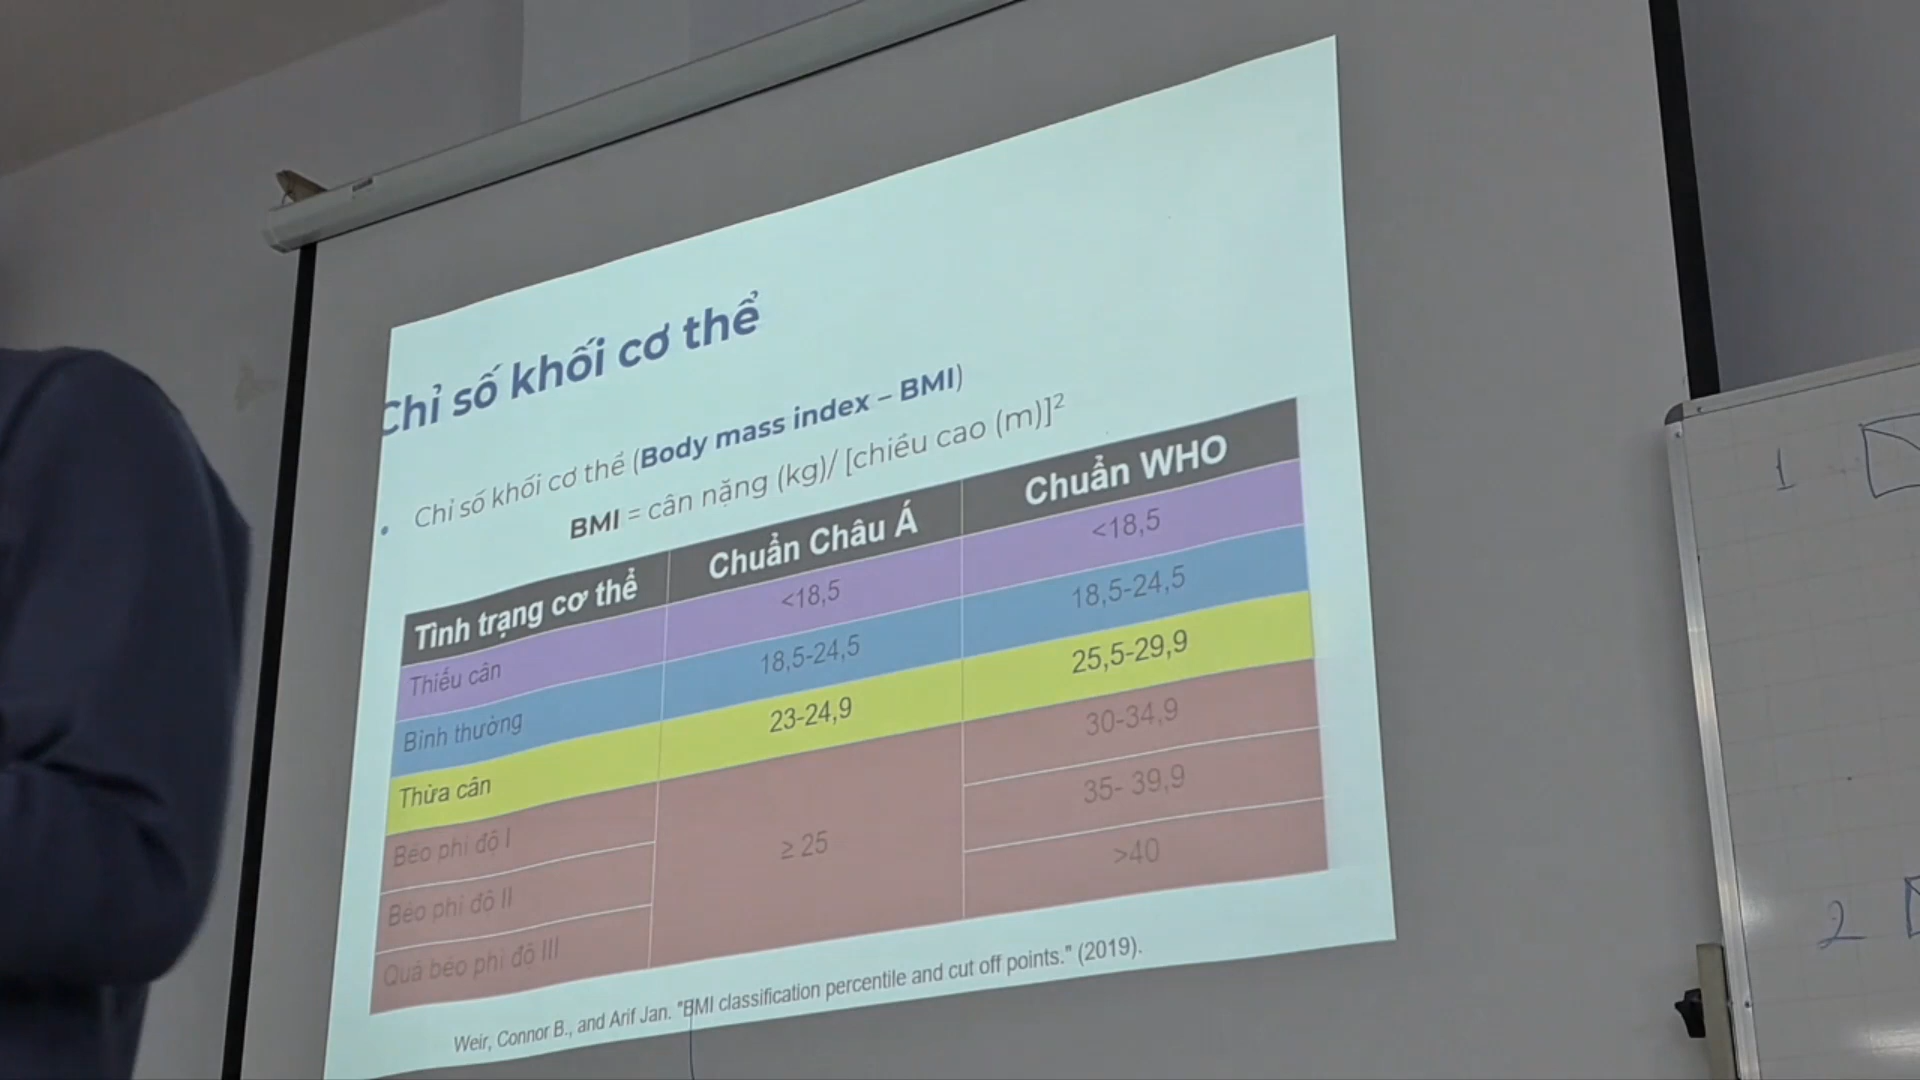 Chỉ số khối cơ thể
• Chỉ số khối cơ thể (Body mass index – BMI)
BMI = cân nặng (kg)/ [chiều cao (m)]²
Tình trạng cơ thể Chuẩn Châu Á Chuẩn WHO
Thiếu cân <18,5 <18,5
Bình thường 18,5-24,5 18,5-24,5
Thừa cân 23-24,9 25,5-29,9
Béo phì độ I ≥ 25 30-34,9
Béo phì độ II 35- 39,9
Quá béo phì độ III >40
Weir, Connor B., and Arif Jan. "BMI classification percentile and cut off points." (2019).
1
2